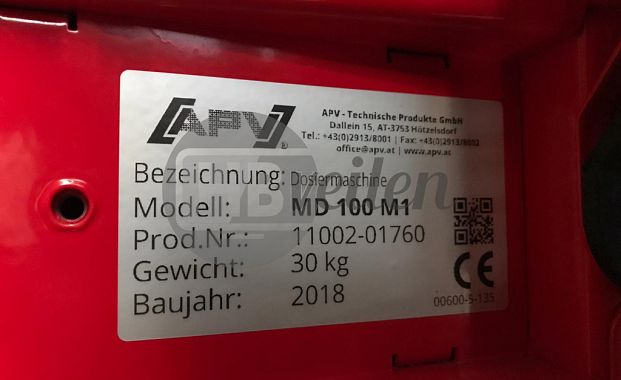 APV
®
APV - Technische Produkte GmbH
Dallein 15, AT-3753 Hötzelsdorf
Tel.: +43(0)2913/8001 | Fax: +43(0)2913/8002
office@apv.at | www.apv.at
Bezeichnung: Dosiermaschine
Modell: MD 100 M1
Prod.Nr.: 11002-01760
Gewicht: 30 kg
Baujahr: 2018
CE
00600-5-135